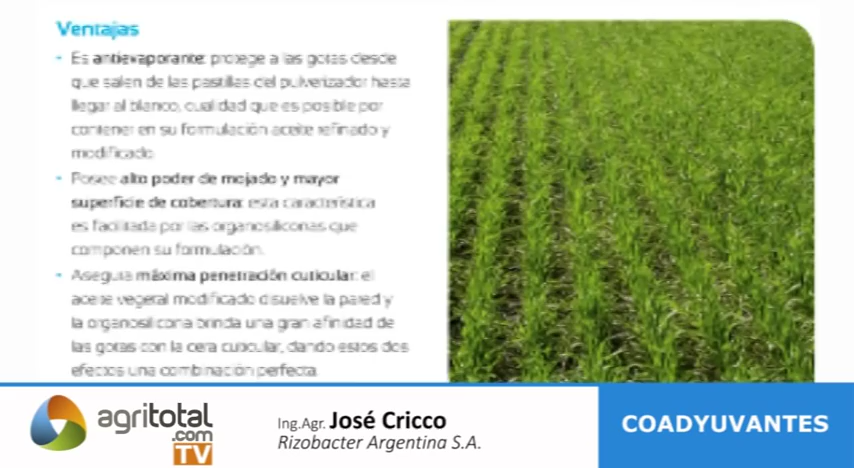 Ventajas
• Es antievaporante: protege a las gotas desde
que salen de las pastillas del pulverizador hasta
llegar al blanco, cualidad que es posible por
contener en su formulación aceite refinado y
modificado.
• Posee alto poder de mojado y mayor
superficie de cobertura: esta característica
es facilitada por las organosiliconas que
componen su formulación.
• Asegura máxima penetración cuticular: el
aceite vegetal modificado disuelve la pared y
la organosilicona brinda una gran afinidad de
las gotas con la cera cuticular, dando estos dos
efectos una combinación perfecta.
agritotal
.com
TV
Ing.Agr. José Cricco
Rizobacter Argentina S.A.
COADYUVANTES